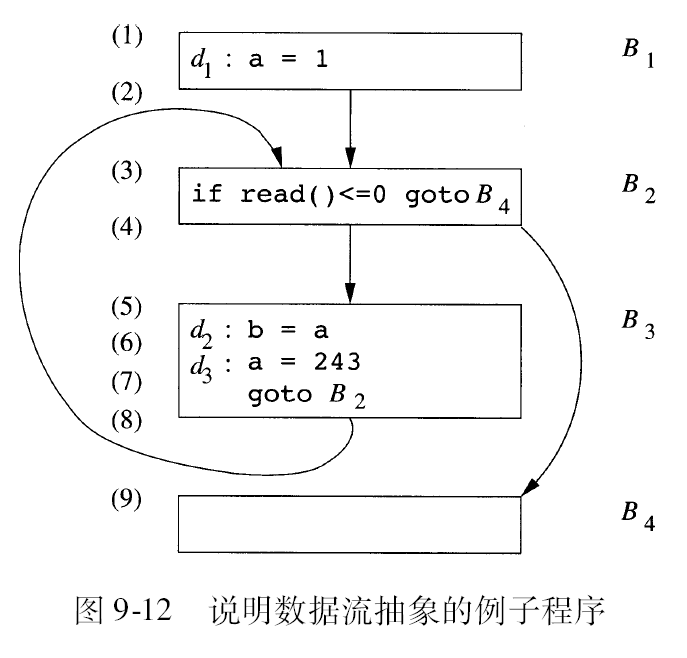 (1)
d1 : a = 1
B1
(2)
(3)
if read()<=0 goto B4
B2
(4)
(5)
d2 : b = a
B3
(6)
d3 : a = 243
(7)
goto B2
(8)
(9)
B4
图 9-12 说明数据流抽象的例子程序